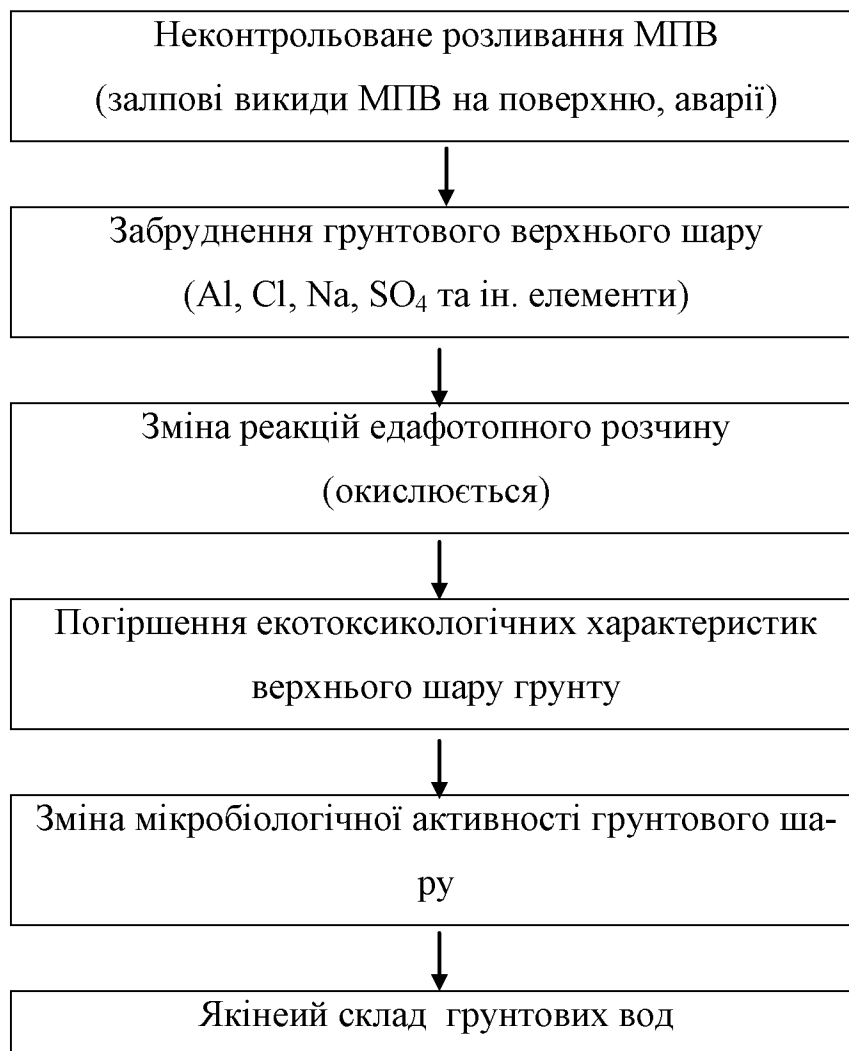 Неконтрольоване розливання МПВ
(залпові викиди МПВ на поверхню, аварії)
Забруднення грунтового верхнього шару
(Al, Cl, Na, SO₄ та ін. елементи)
Зміна реакцій едафотопного розчину
(окислюється)
Погіршення екотоксикологічних характеристик
верхнього шару грунту
Зміна мікробіологічної активності грунтового ша-
ру
Якінеий склад грунтових вод